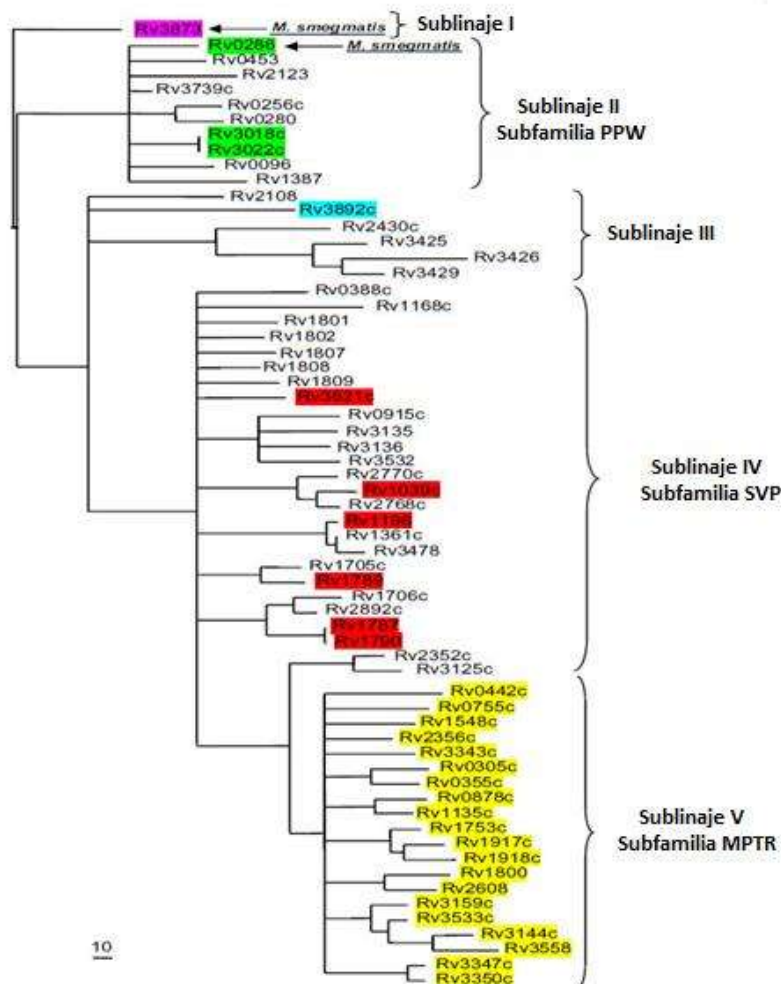 Rv3873 M. smegmatis Sublinaje I
Rv0288 M. smegmatis
Rv0453
Rv2123
Rv3739c
Rv0256c
Rv0280
Sublinaje II
Subfamilia PPW
Rv3018c
Rv3022c
Rv0096
Rv1387
Rv2108
Rv3892c
Rv2430c
Sublinaje III
Rv3425
Rv3426
Rv3429
Rv0388c
Rv1168c
Rv1801
Rv1802
Rv1807
Rv1808
Rv1809
Rv3621c
Rv0915c
Rv3135
Rv3136
Rv3532
Sublinaje IV
Subfamilia SVP
Rv2770c
Rv1039c
Rv2768c
Rv1196
Rv1361c
Rv3478
Rv1705c
Rv1789
Rv1706c
Rv2892c
Rv1787
Rv1790
Rv2352c
Rv3125c
Rv0442c
Rv0755c
Rv1548c
Rv2356c
Rv3343c
Rv0305c
Rv0355c
Rv0878c
Rv1135c
Sublinaje V
Subfamilia MPTR
Rv1753c
Rv1917c
Rv1918c
Rv1800
Rv2608
Rv3159c
Rv3533c
Rv3144c
Rv3558
Rv3347c
Rv3350c
10